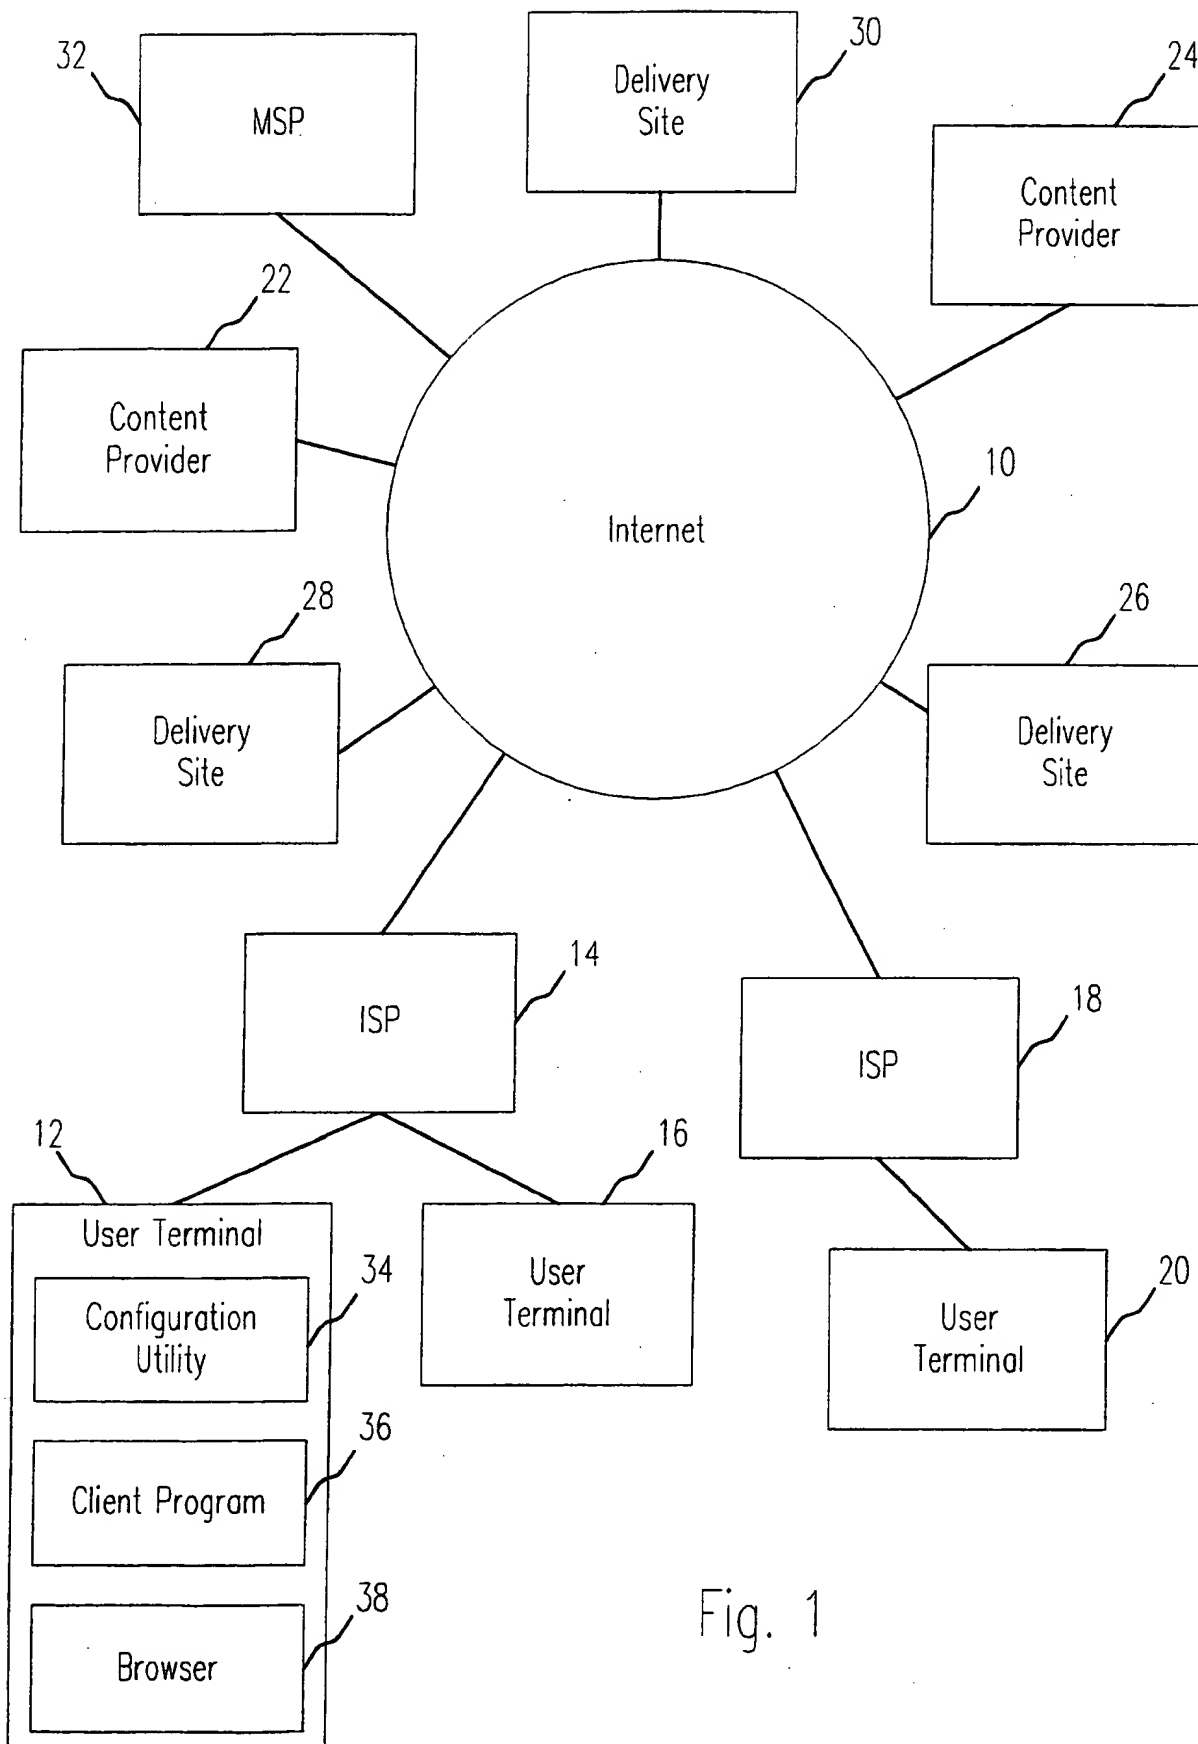 30
24
32
Delivery
Site
MSP
Content
Provider
22
Content
Provider
10
Internet
28
26
Delivery
Site
Delivery
Site
14
ISP
18
ISP
12
16
User Terminal
34
User
Terminal
20
Configuration
Utility
User
Terminal
36
Client Program
38
Browser
Fig. 1